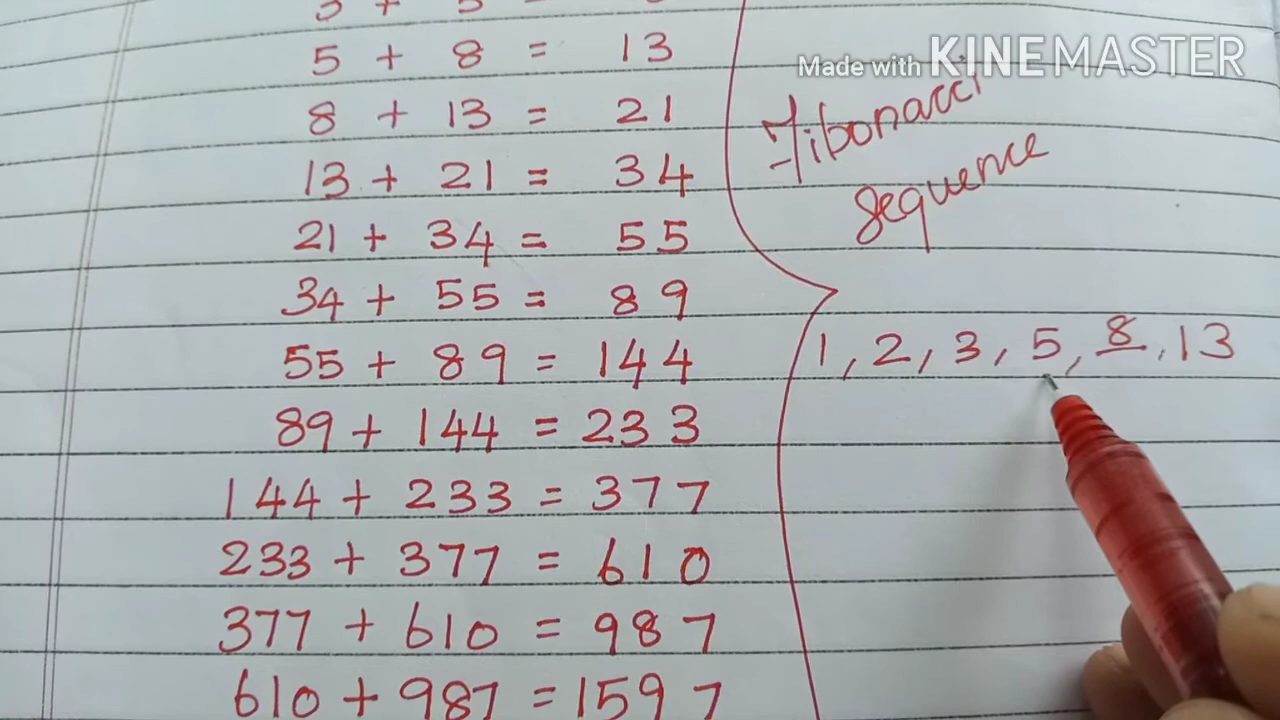 5 + 8 = 13
8 + 13 = 21
13 + 21 = 34
21 + 34 = 55
34 + 55 = 89
55 + 89 = 144
89 + 144 = 233
144 + 233 = 377
233 + 377 = 610
377 + 610 = 987
610 + 987 = 1597
Made with KINEMASTER
Fibonacci
sequence
1, 2, 3, 5, 8, 13